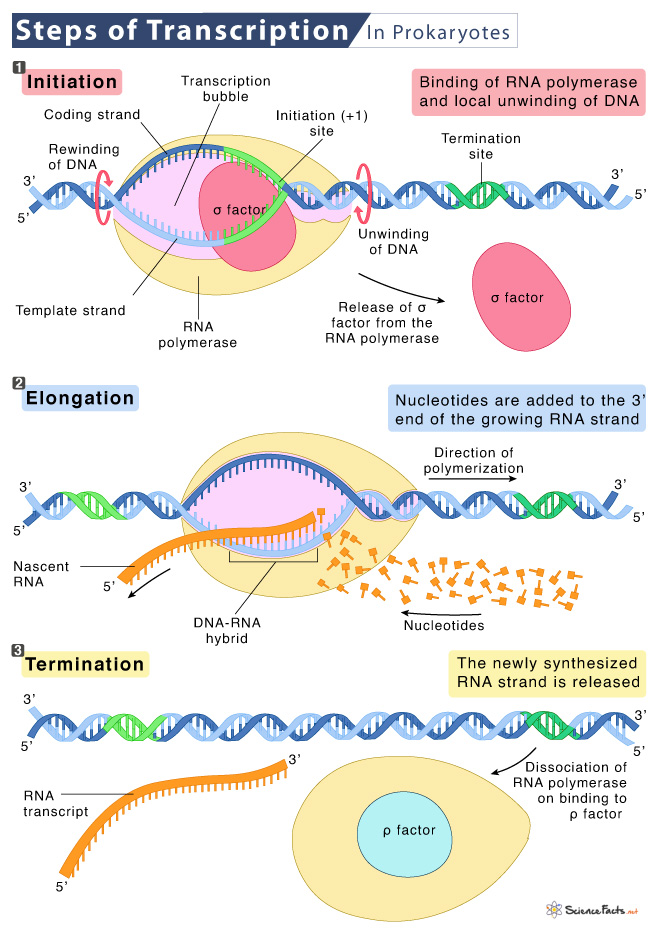 Steps of Transcription In Prokaryotes
1
Initiation
Binding of RNA polymerase
and local unwinding of DNA
Transcription
bubble
Coding strand
Initiation (+1)
site
Termination
site
Rewinding
of DNA
3’
5’
3’
5’
σ factor
Unwinding
of DNA
Template strand
RNA
polymerase
Release of σ
factor from the
RNA polymerase
σ factor
2
Elongation
Nucleotides are added to the 3’
end of the growing RNA strand
Direction of
polymerization
3’
5’
3’
5’
Nascent
RNA
5’
DNA-RNA
hybrid
Nucleotides
3
Termination
The newly synthesized
RNA strand is released
3’
5’
3’
5’
3’
RNA
transcript
5’
Dissociation of
RNA polymerase
on binding to
ρ factor
ρ factor
ScienceFacts.net